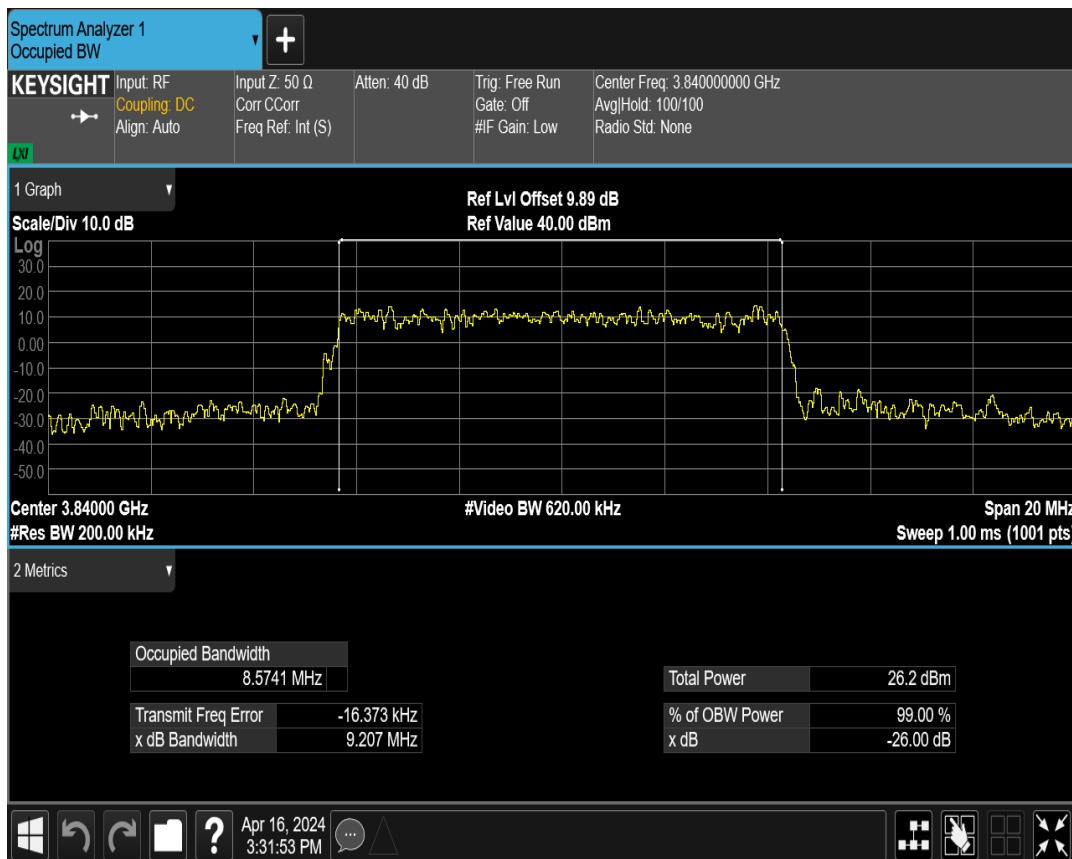 Spectrum Analyzer 1
Occupied BW
+
KEYSIGHT
LXI
Input: RF
Coupling: DC
Align: Auto
Input Z: 50 Ω
Corr CCorr
Freq Ref: Int (S)
Atten: 40 dB
Trig: Free Run
Gate: Off
#IF Gain: Low
Center Freq: 3.840000000 GHz
Avg|Hold: 100/100
Radio Std: None
1 Graph
Ref Lvl Offset 9.89 dB
Scale/Div 10.0 dB
Ref Value 40.00 dBm
Log
30.0
20.0
10.0
0.00
-10.0
-20.0
-30.0
-40.0
-50.0
Center 3.84000 GHz
#Video BW 620.00 kHz
Span 20 MHz
#Res BW 200.00 kHz
Sweep 1.00 ms (1001 pts)
2 Metrics
Occupied Bandwidth
8.5741 MHz
Total Power 26.2 dBm
Transmit Freq Error -16.373 kHz
% of OBW Power 99.00 %
x dB Bandwidth 9.207 MHz
x dB -26.00 dB
?
Apr 16, 2024
3:31:53 PM